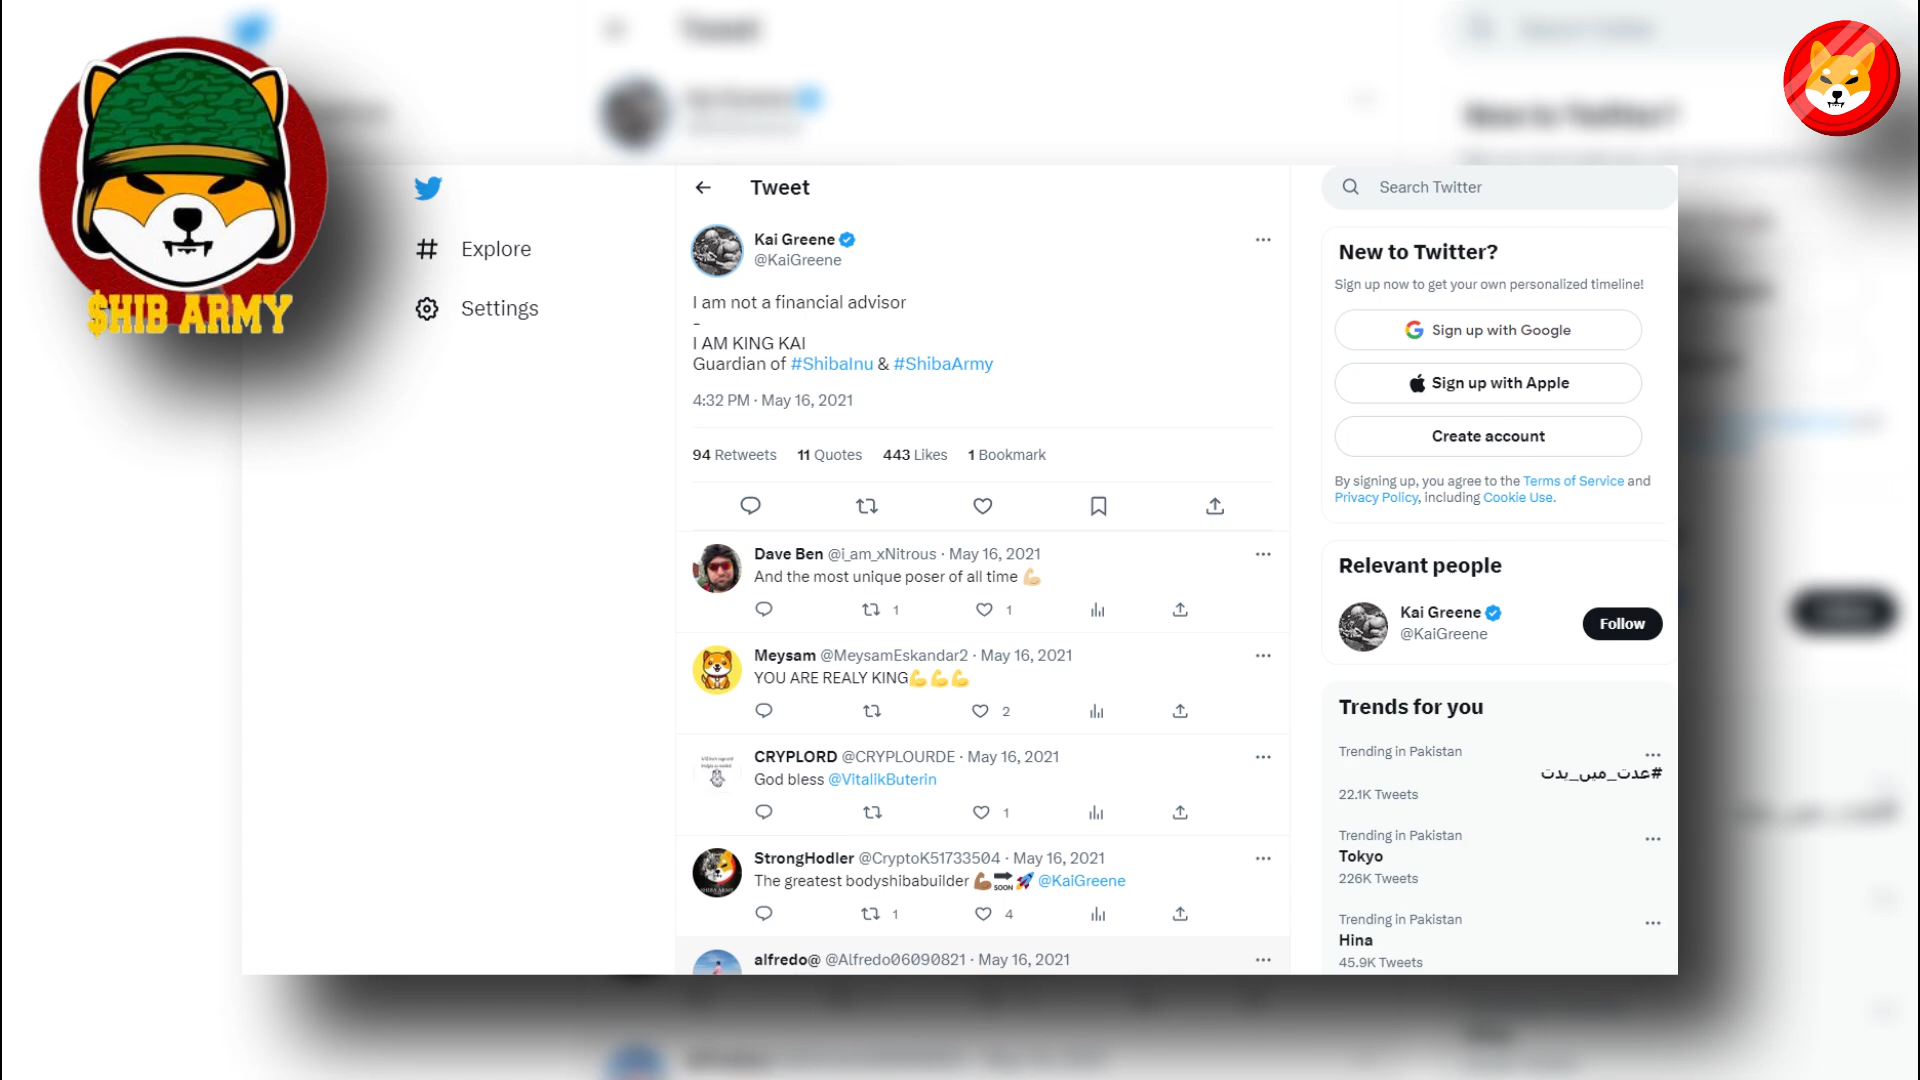 $HIB ARMY
Explore
Settings
Tweet
Kai Greene
@KaiGreene
I am not a financial advisor
-
I AM KING KAI
Guardian of #ShibaInu & #ShibaArmy
4:32 PM · May 16, 2021
94 Retweets 11 Quotes 443 Likes 1 Bookmark
Dave Ben @i_am_xNitrous · May 16, 2021
And the most unique poser of all time 💪🏼
1 1
Meysam @MeysamEskandar2 · May 16, 2021
YOU ARE REALY KING💪💪💪
2
CRYPLORD @CRYPLOURDE · May 16, 2021
God bless @VitalikButerin
1
StrongHodler @CryptoK51733504 · May 16, 2021
The greatest bodyshibabuilder 💪🏾🔜🚀 @KaiGreene
1 4
alfredo@ @Alfredo06090821 · May 16, 2021
Search Twitter
New to Twitter?
Sign up now to get your own personalized timeline!
Sign up with Google
Sign up with Apple
Create account
By signing up, you agree to the Terms of Service and
Privacy Policy, including Cookie Use.
Relevant people
Kai Greene
@KaiGreene
Follow
Trends for you
Trending in Pakistan
#عدت_میں_یدت
22.1K Tweets
Trending in Pakistan
Tokyo
226K Tweets
Trending in Pakistan
Hina
45.9K Tweets